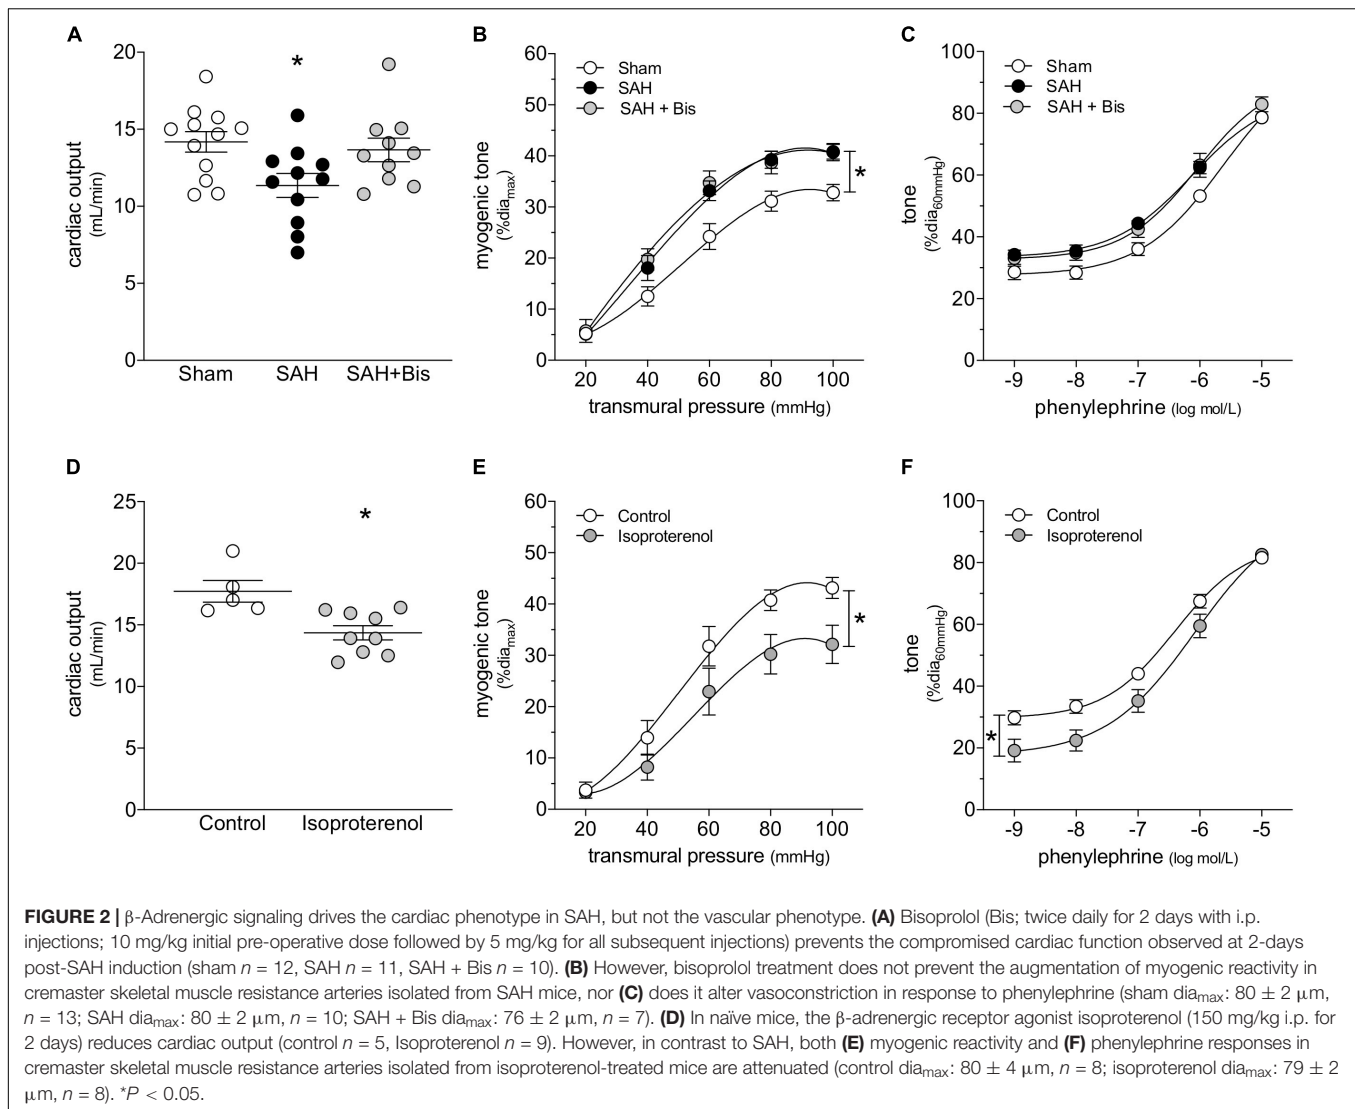 A
20
15
10
5
0
cardiac output
(mL/min)
*
Sham
SAH
SAH+Bis
B
60
50
40
30
20
10
0
myogenic tone
(%dia_max)
Sham
SAH
SAH + Bis
*
20
40
60
80
100
transmural pressure (mmHg)
C
100
80
60
40
20
0
tone
(%dia_60mmHg)
Sham
SAH
SAH + Bis
-9
-8
-7
-6
-5
phenylephrine (log mol/L)
D
25
20
15
10
5
0
cardiac output
(mL/min)
*
Control
Isoproterenol
E
60
50
40
30
20
10
0
myogenic tone
(%dia_max)
Control
Isoproterenol
*
20
40
60
80
100
transmural pressure (mmHg)
F
100
80
60
40
20
0
tone
(%dia_60mmHg)
Control
Isoproterenol
*
-9
-8
-7
-6
-5
phenylephrine (log mol/L)
FIGURE 2 | β-Adrenergic signaling drives the cardiac phenotype in SAH, but not the vascular phenotype. (A) Bisoprolol (Bis; twice daily for 2 days with i.p.
injections; 10 mg/kg initial pre-operative dose followed by 5 mg/kg for all subsequent injections) prevents the compromised cardiac function observed at 2-days
post-SAH induction (sham n = 12, SAH n = 11, SAH + Bis n = 10). (B) However, bisoprolol treatment does not prevent the augmentation of myogenic reactivity in
cremaster skeletal muscle resistance arteries isolated from SAH mice, nor (C) does it alter vasoconstriction in response to phenylephrine (sham dia_max: 80 ± 2 μm,
n = 13; SAH dia_max: 80 ± 2 μm, n = 10; SAH + Bis dia_max: 76 ± 2 μm, n = 7). (D) In naïve mice, the β-adrenergic receptor agonist isoproterenol (150 mg/kg i.p. for
2 days) reduces cardiac output (control n = 5, Isoproterenol n = 9). However, in contrast to SAH, both (E) myogenic reactivity and (F) phenylephrine responses in
cremaster skeletal muscle resistance arteries isolated from isoproterenol-treated mice are attenuated (control dia_max: 80 ± 4 μm, n = 8; isoproterenol dia_max: 79 ± 2
μm, n = 8). *P < 0.05.